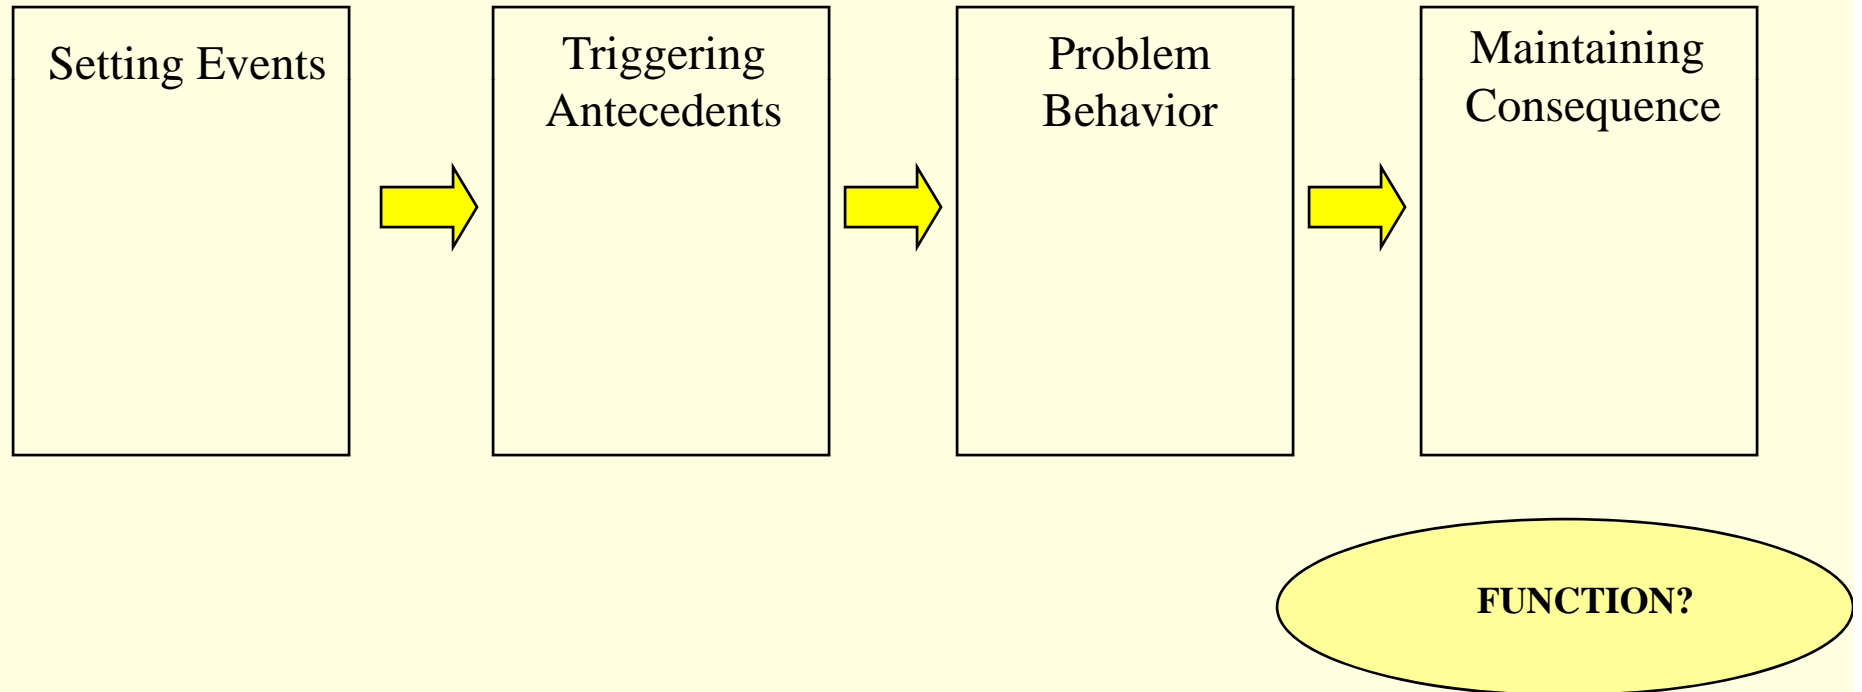 Setting Events
Triggering
Antecedents
Problem
Behavior
Maintaining
Consequence
FUNCTION?